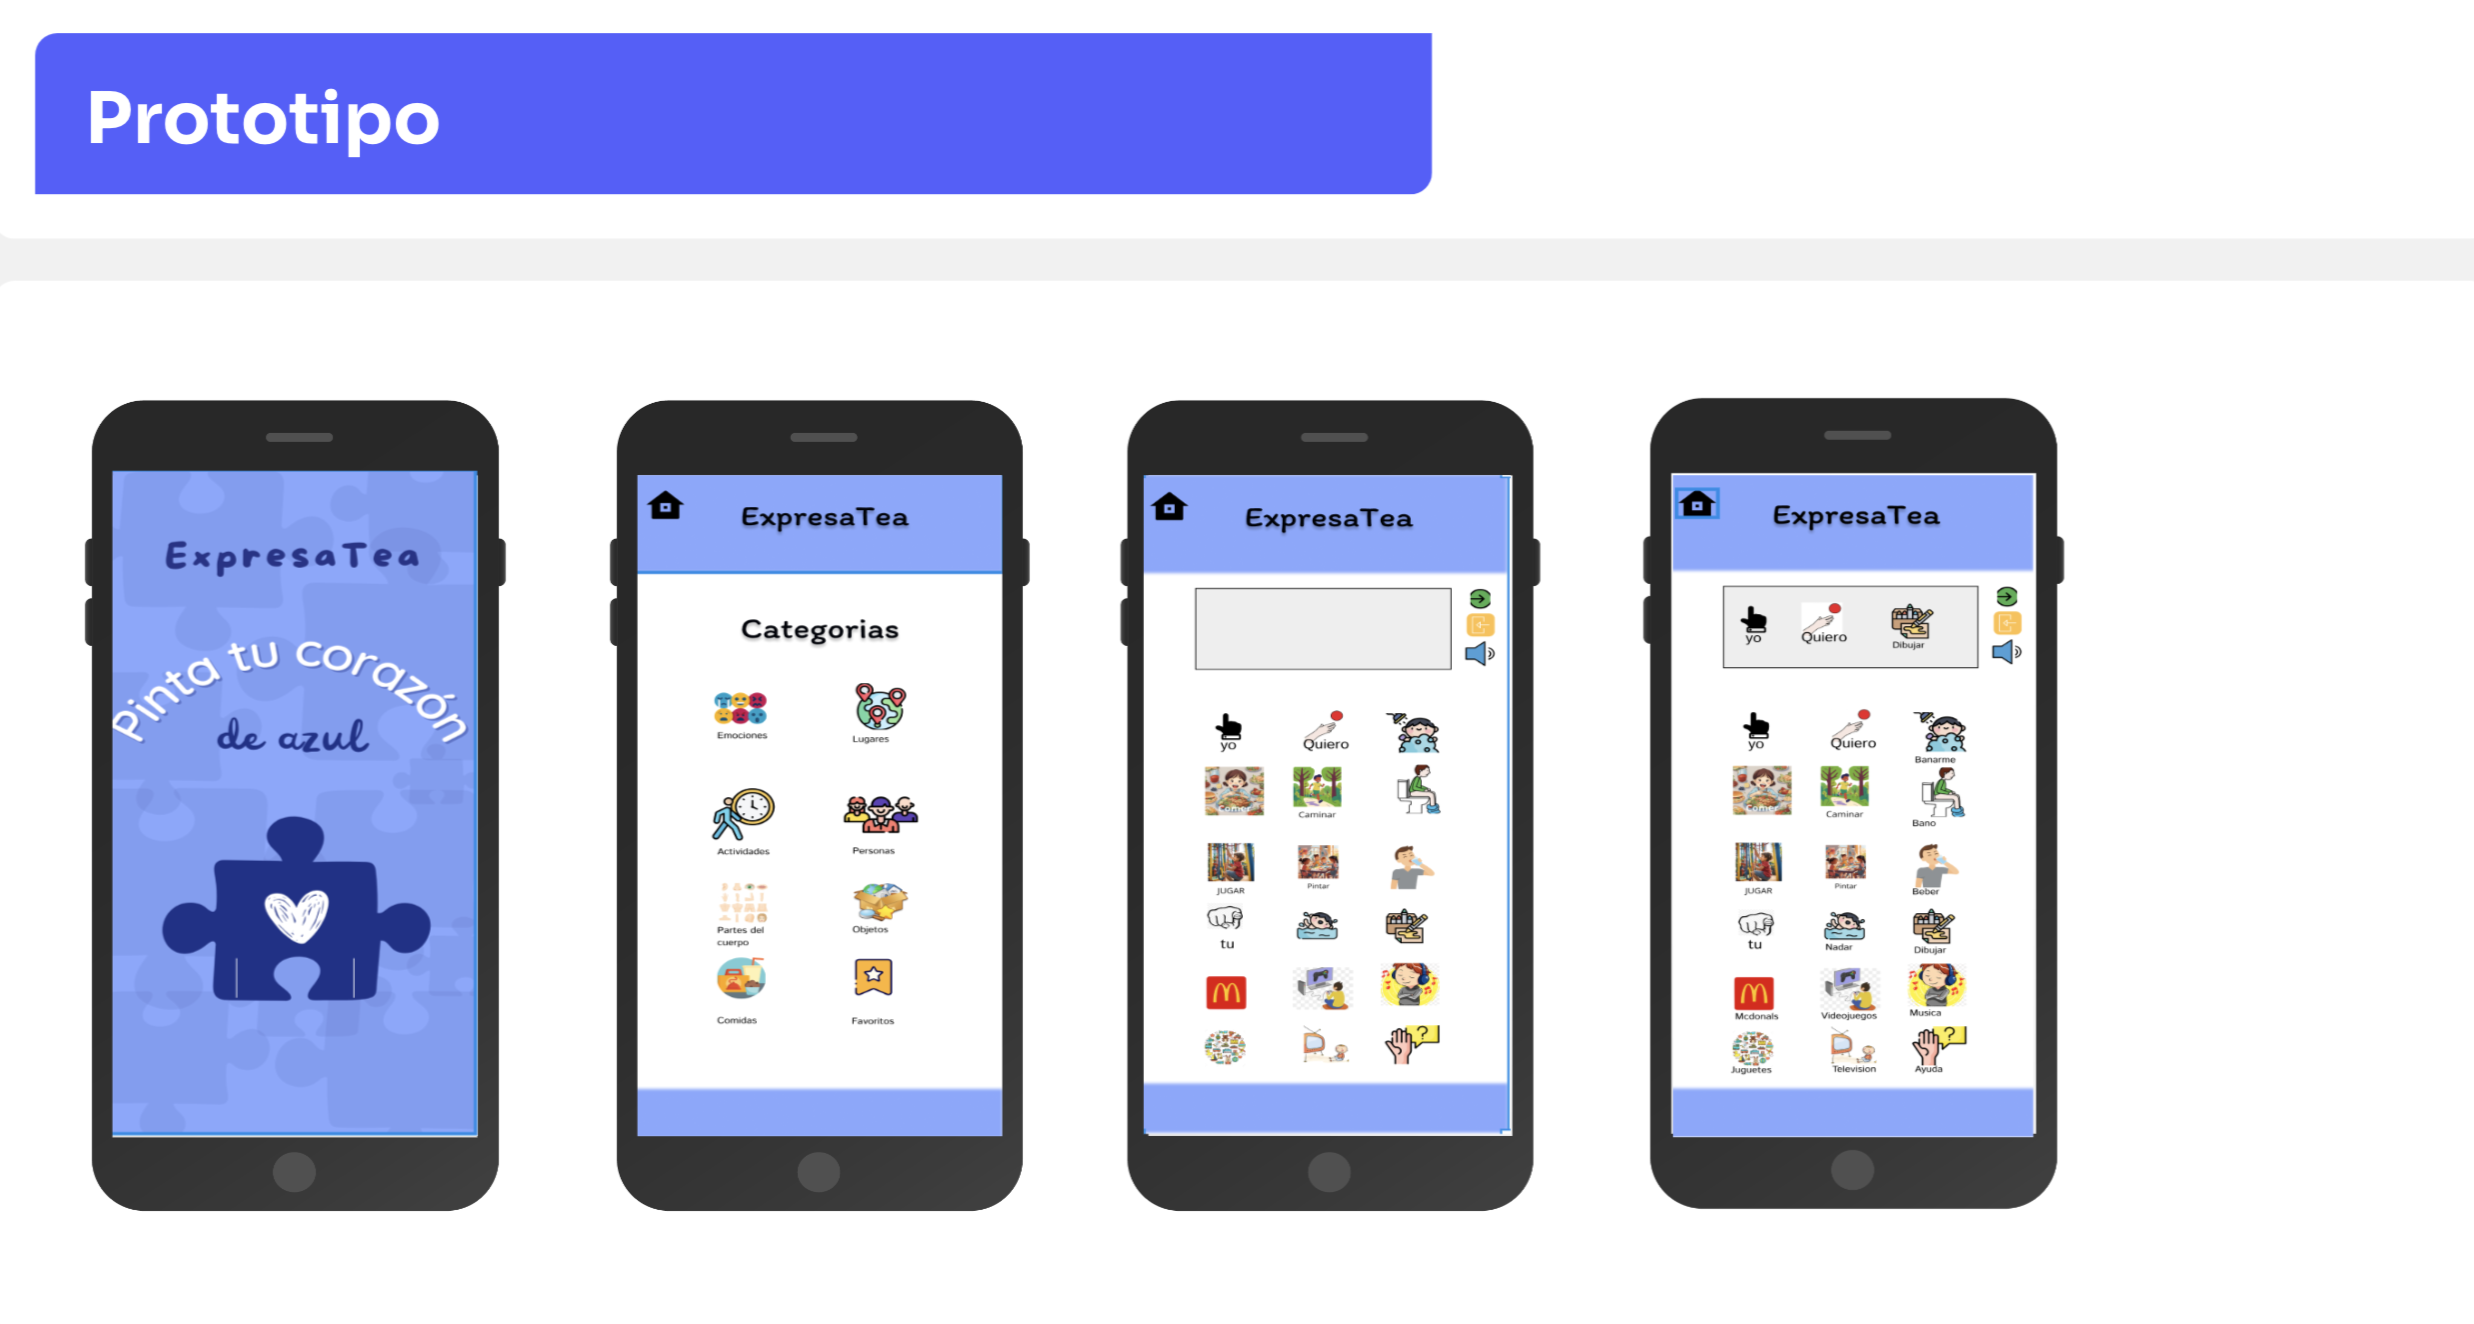 Prototipo
ExpresaTea
Pinta tu corazón
de azul
ExpresaTea
Categorias
Emociones
Lugares
Actividades
Personas
Partes del
cuerpo
Objetos
Comidas
Favoritos
ExpresaTea
yo
Quiero
Comer
Caminar
JUGAR
Pintar
tu
ExpresaTea
yo
Quiero
Dibujar
yo
Quiero
Banarme
Comer
Caminar
Bano
JUGAR
Pintar
Beber
tu
Nadar
Dibujar
Mcdonals
Videojuegos
Musica
Juguetes
Television
Ayuda